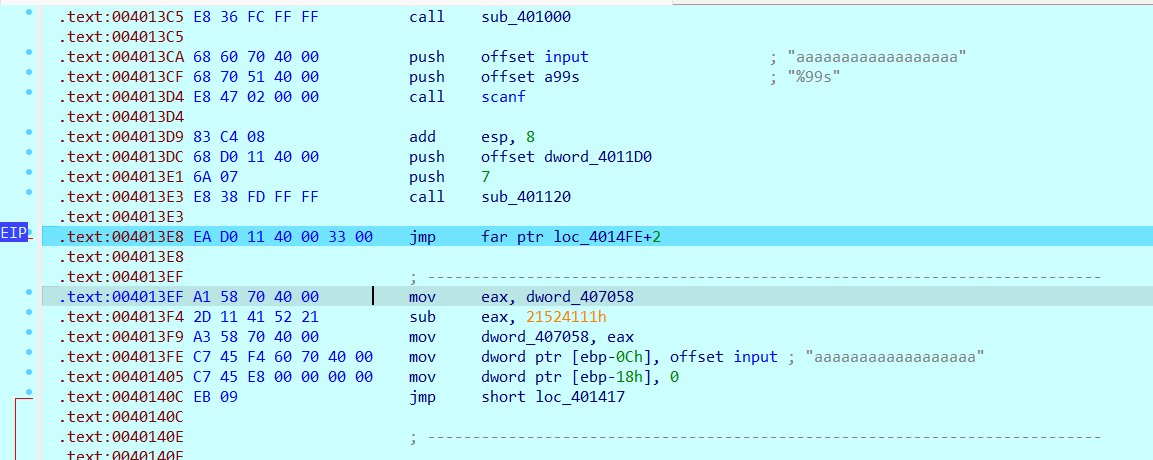 .text:004013C5 E8 36 FC FF FF call sub_401000
.text:004013C5
.text:004013CA 68 60 70 40 00 push offset input ; "aaaaaaaaaaaaaaaaaa"
.text:004013CF 68 70 51 40 00 push offset a99s ; "%99s"
.text:004013D4 E8 47 02 00 00 call scanf
.text:004013D4
.text:004013D9 83 C4 08 add esp, 8
.text:004013DC 68 D0 11 40 00 push offset dword_4011D0
.text:004013E1 6A 07 push 7
.text:004013E3 E8 38 FD FF FF call sub_401120
.text:004013E3
EIP .text:004013E8 EA D0 11 40 00 33 00 jmp far ptr loc_4014FE+2
.text:004013E8
.text:004013EF ; ---------------------------------------------------------------------------
.text:004013EF A1 58 70 40 00 mov eax, dword_407058
.text:004013F4 2D 11 41 52 21 sub eax, 21524111h
.text:004013F9 A3 58 70 40 00 mov dword_407058, eax
.text:004013FE C7 45 F4 60 70 40 00 mov dword ptr [ebp-0Ch], offset input ; "aaaaaaaaaaaaaaaaaa"
.text:00401405 C7 45 E8 00 00 00 00 mov dword ptr [ebp-18h], 0
.text:0040140C EB 09 jmp short loc_401417
.text:0040140C
.text:0040140E ; ---------------------------------------------------------------------------
.text:0040140E